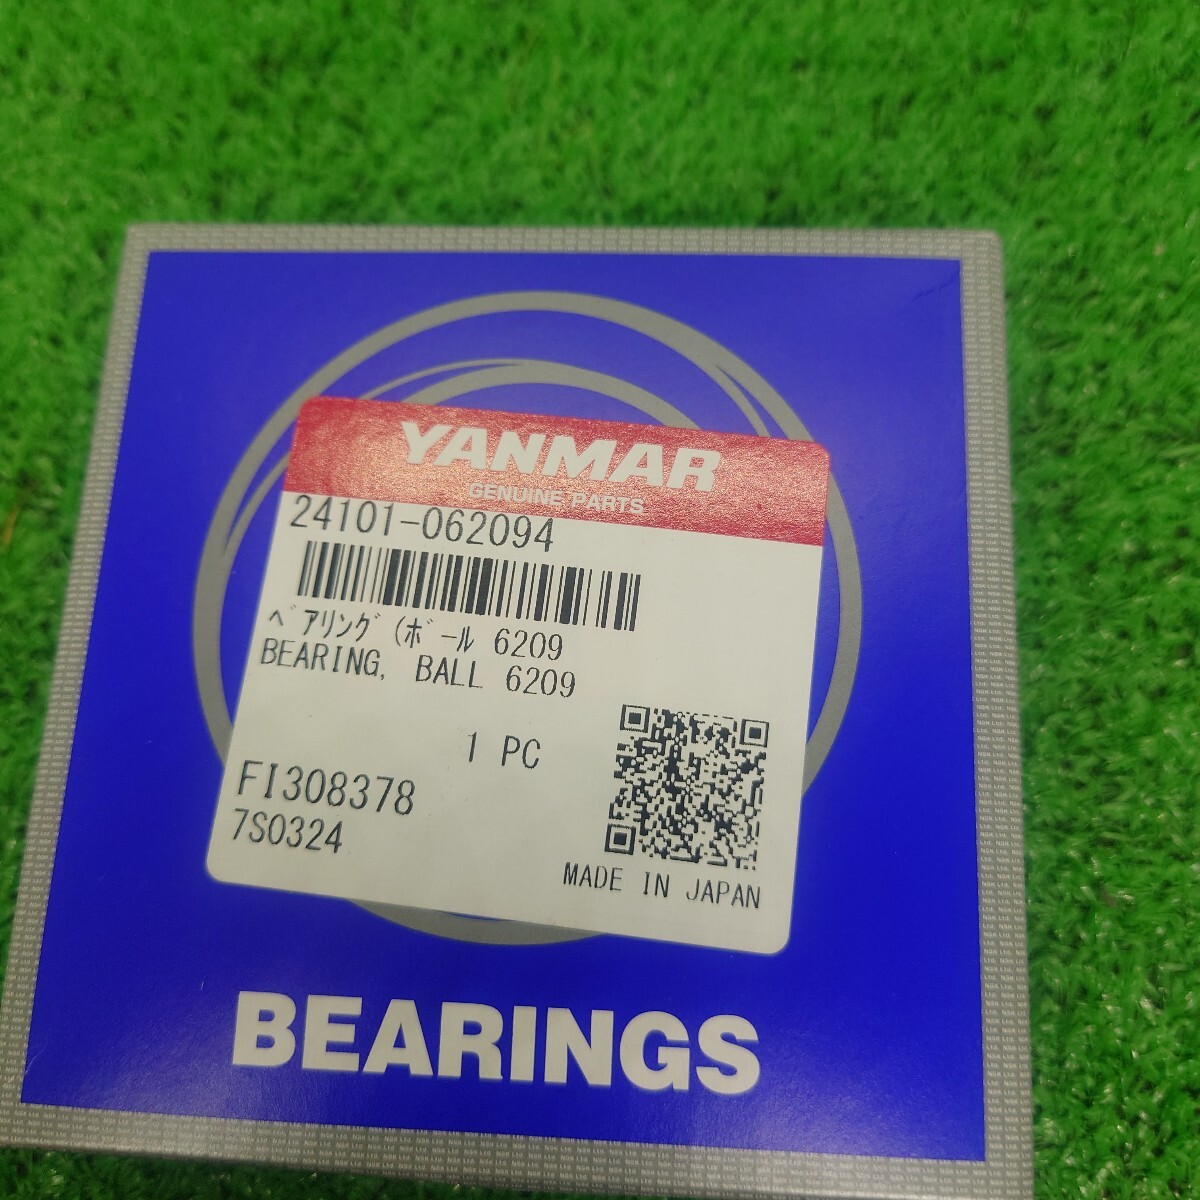 YANMAR
GENUINE PARTS
24101-062094
ﾍﾞｱﾘﾝｸﾞ(ﾎﾞｰﾙ 6209
BEARING, BALL 6209
1 PC
FI308378
7S0324
MADE IN JAPAN
BEARINGS